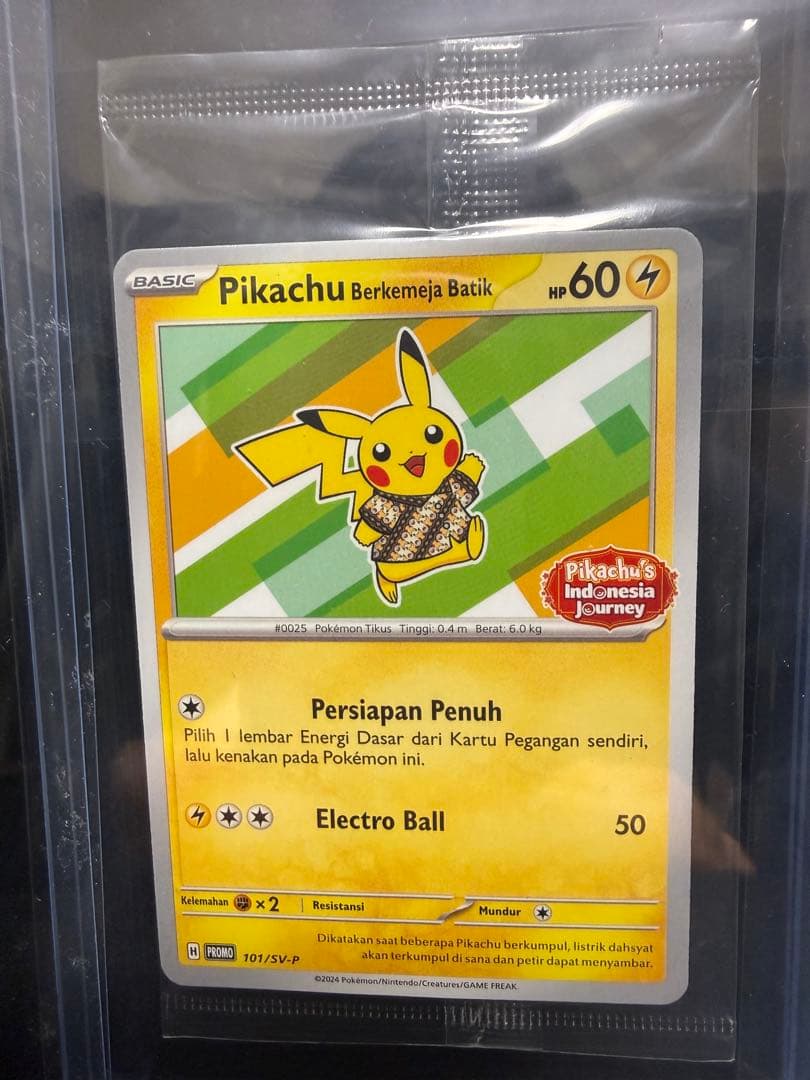 BASIC Pikachu Berkemeja Batik HP 60
Pikachu's
Indonesia
Journey
#0025 Pokémon Tikus Tinggi: 0.4 m Berat: 6.0 kg
Persiapan Penuh
Pilih 1 lembar Energi Dasar dari Kartu Pegangan sendiri,
lalu kenakan pada Pokémon ini.
Electro Ball 50
Kelemahan ×2 Resistansi Mundur
Dikatakan saat beberapa Pikachu berkumpul, listrik dahsyat
akan terkumpul di sana dan petir dapat menyambar.
H PROMO 101/SV-P
©2024 Pokémon/Nintendo/Creatures/GAME FREAK.